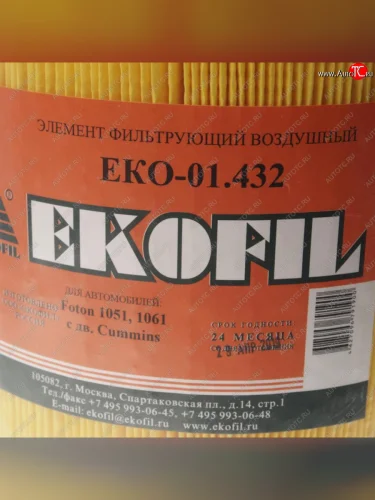 www.AutoTC.ru
ЭЛЕМЕНТ ФИЛЬТРУЮЩИЙ ВОЗДУШНЫЙ
ЕКО-01.432
®
EKOFIL
ДЛЯ АВТОМОБИЛЕЙ:
Foton 1051, 1061
с дв. Cummins
СРОК ГОДНОСТИ
24 МЕСЯЦА
105082, г. Москва, Спартаковская пл., д.14, стр.1
Тел./факс +7 495 993-06-45, +7 495 993-06-48
E-mail: ekofil@ekofil.ru, www.ekofil.ru